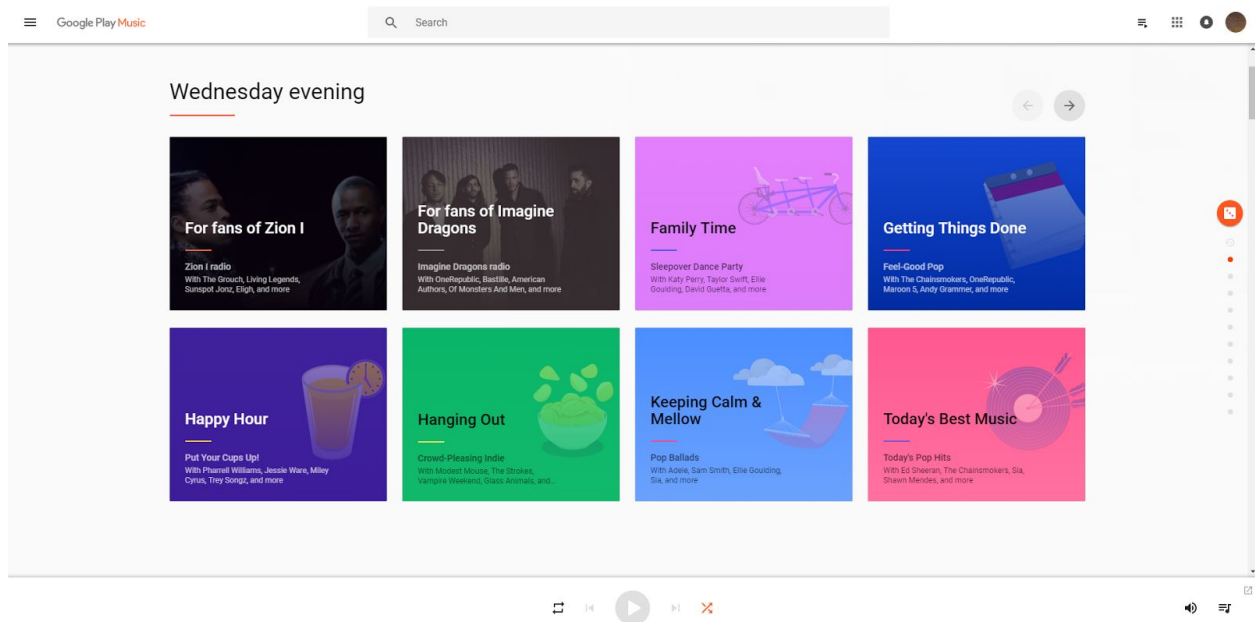 Google Play Music
Search
Wednesday evening
For fans of Zion I
Zion I radio
With The Grouch, Living Legends,
Sunspot Jonz, Eligh, and more
For fans of Imagine
Dragons
Imagine Dragons radio
With OneRepublic, Bastille, American
Authors, Of Monsters And Men, and more
Family Time
Sleepover Dance Party
With Katy Perry, Taylor Swift, Ellie
Goulding, David Guetta, and more
Getting Things Done
Feel-Good Pop
With The Chainsmokers, OneRepublic,
Maroon 5, Andy Grammer, and more
Happy Hour
Put Your Cups Up!
With Pharrell Williams, Jessie Ware, Miley
Cyrus, Trey Songz, and more
Hanging Out
Crowd-Pleasing Indie
With Modest Mouse, The Strokes,
Vampire Weekend, Glass Animals, and...
Keeping Calm &
Mellow
Pop Ballads
With Adele, Sam Smith, Ellie Goulding,
Sia, and more
Today's Best Music
Today's Pop Hits
With Ed Sheeran, The Chainsmokers, Sia,
Shawn Mendes, and more